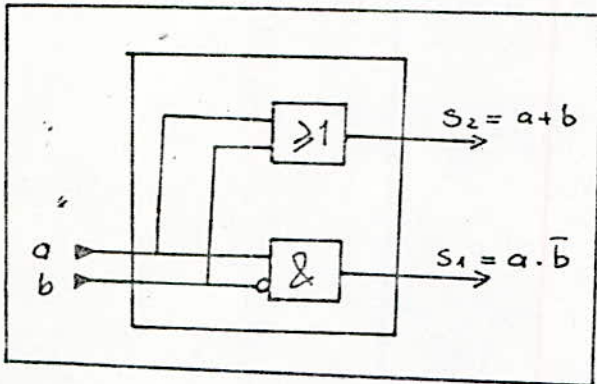 ≥1
S₂ = a + b
a
b
&
S₁ = a . b̅